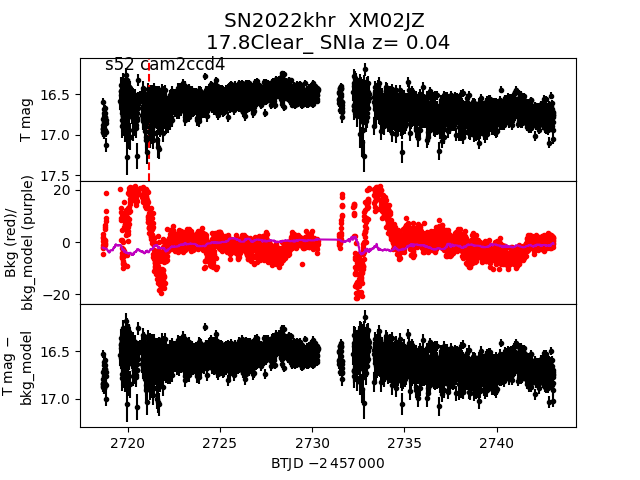 SN2022khr  XM02JZ
17.8Clear_ SNIa z= 0.04
s52 cam2ccd4
T mag
16.5
17.0
17.5
Bkg (red)/
bkg_model (purple)
20
0
−20
T mag −
bkg_model
16.5
17.0
2720
2725
2730
2735
2740
BTJD −2 457 000